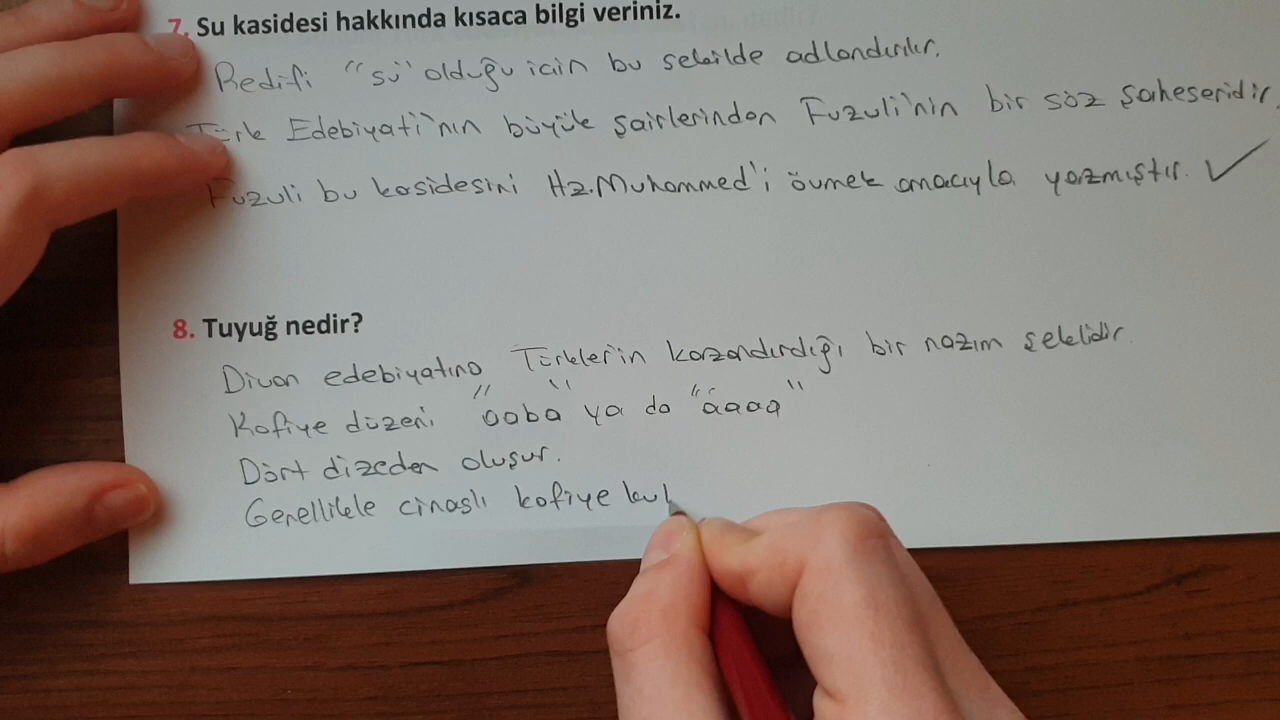 7. Su kasidesi hakkında kısaca bilgi veriniz.
Redifi "su" olduğu için bu şekilde adlandırılır.
Türk Edebiyatı'nın büyük şairlerinden Fuzuli'nin bir söz şaheseridir.
Fuzuli bu kasidesini Hz.Muhammed'i övmek amacıyla yazmıştır. ✓
8. Tuyuğ nedir?
Divan edebiyatına Türkler'in kazandırdığı bir nazım şeklidir.
Kafiye düzeni "aaba" ya da "aaaa"
Dört dizeden oluşur.
Genellikle cinaslı kafiye kul